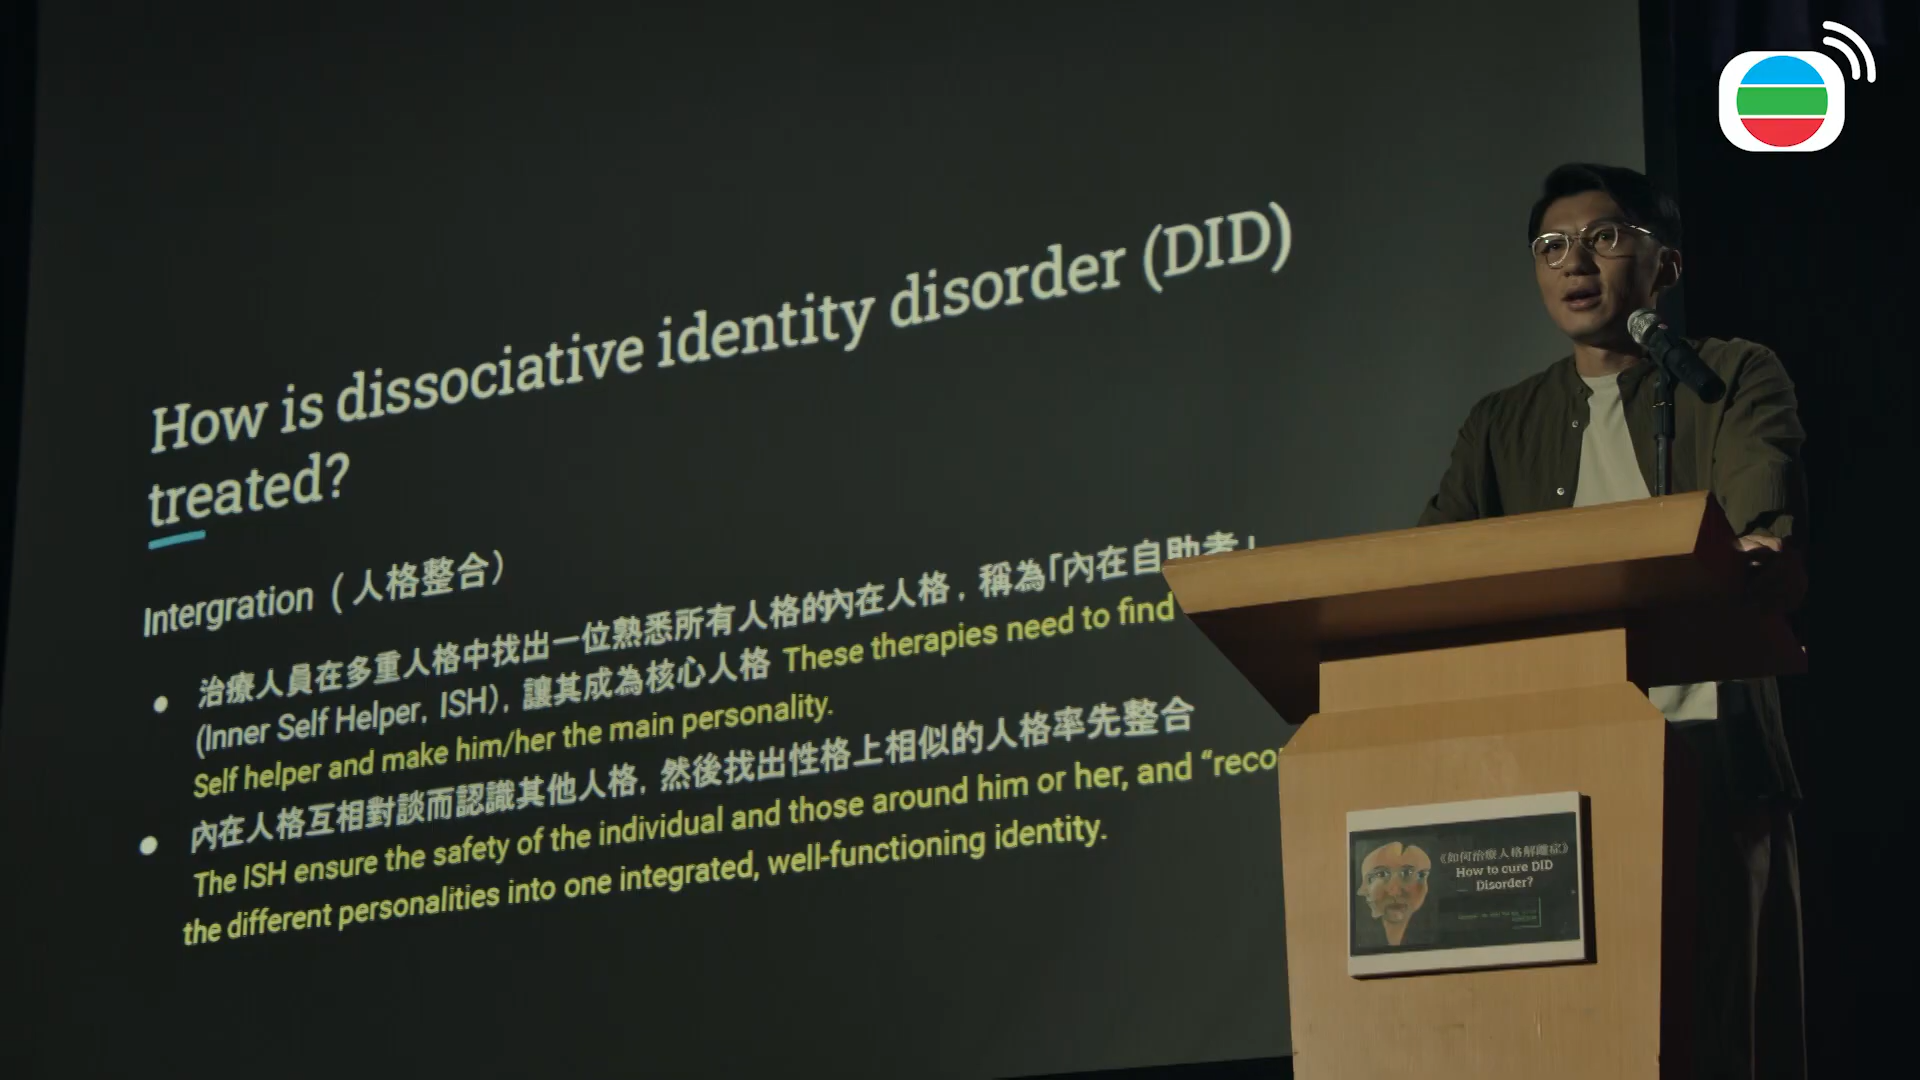 How is dissociative identity disorder (DID)
treated?
Intergration（人格整合）
● 治療人員在多重人格中找出一位熟悉所有人格的內在人格，稱為「內在自助者」
(Inner Self Helper, ISH)，讓其成為核心人格 These therapies need to find
Self helper and make him/her the main personality.
● 內在人格互相對談而認識其他人格，然後找出性格上相似的人格率先整合
The ISH ensure the safety of the individual and those around him or her, and “reco
the different personalities into one integrated, well-functioning identity.
《如何治療人格解離症》
How to cure DID
Disorder?